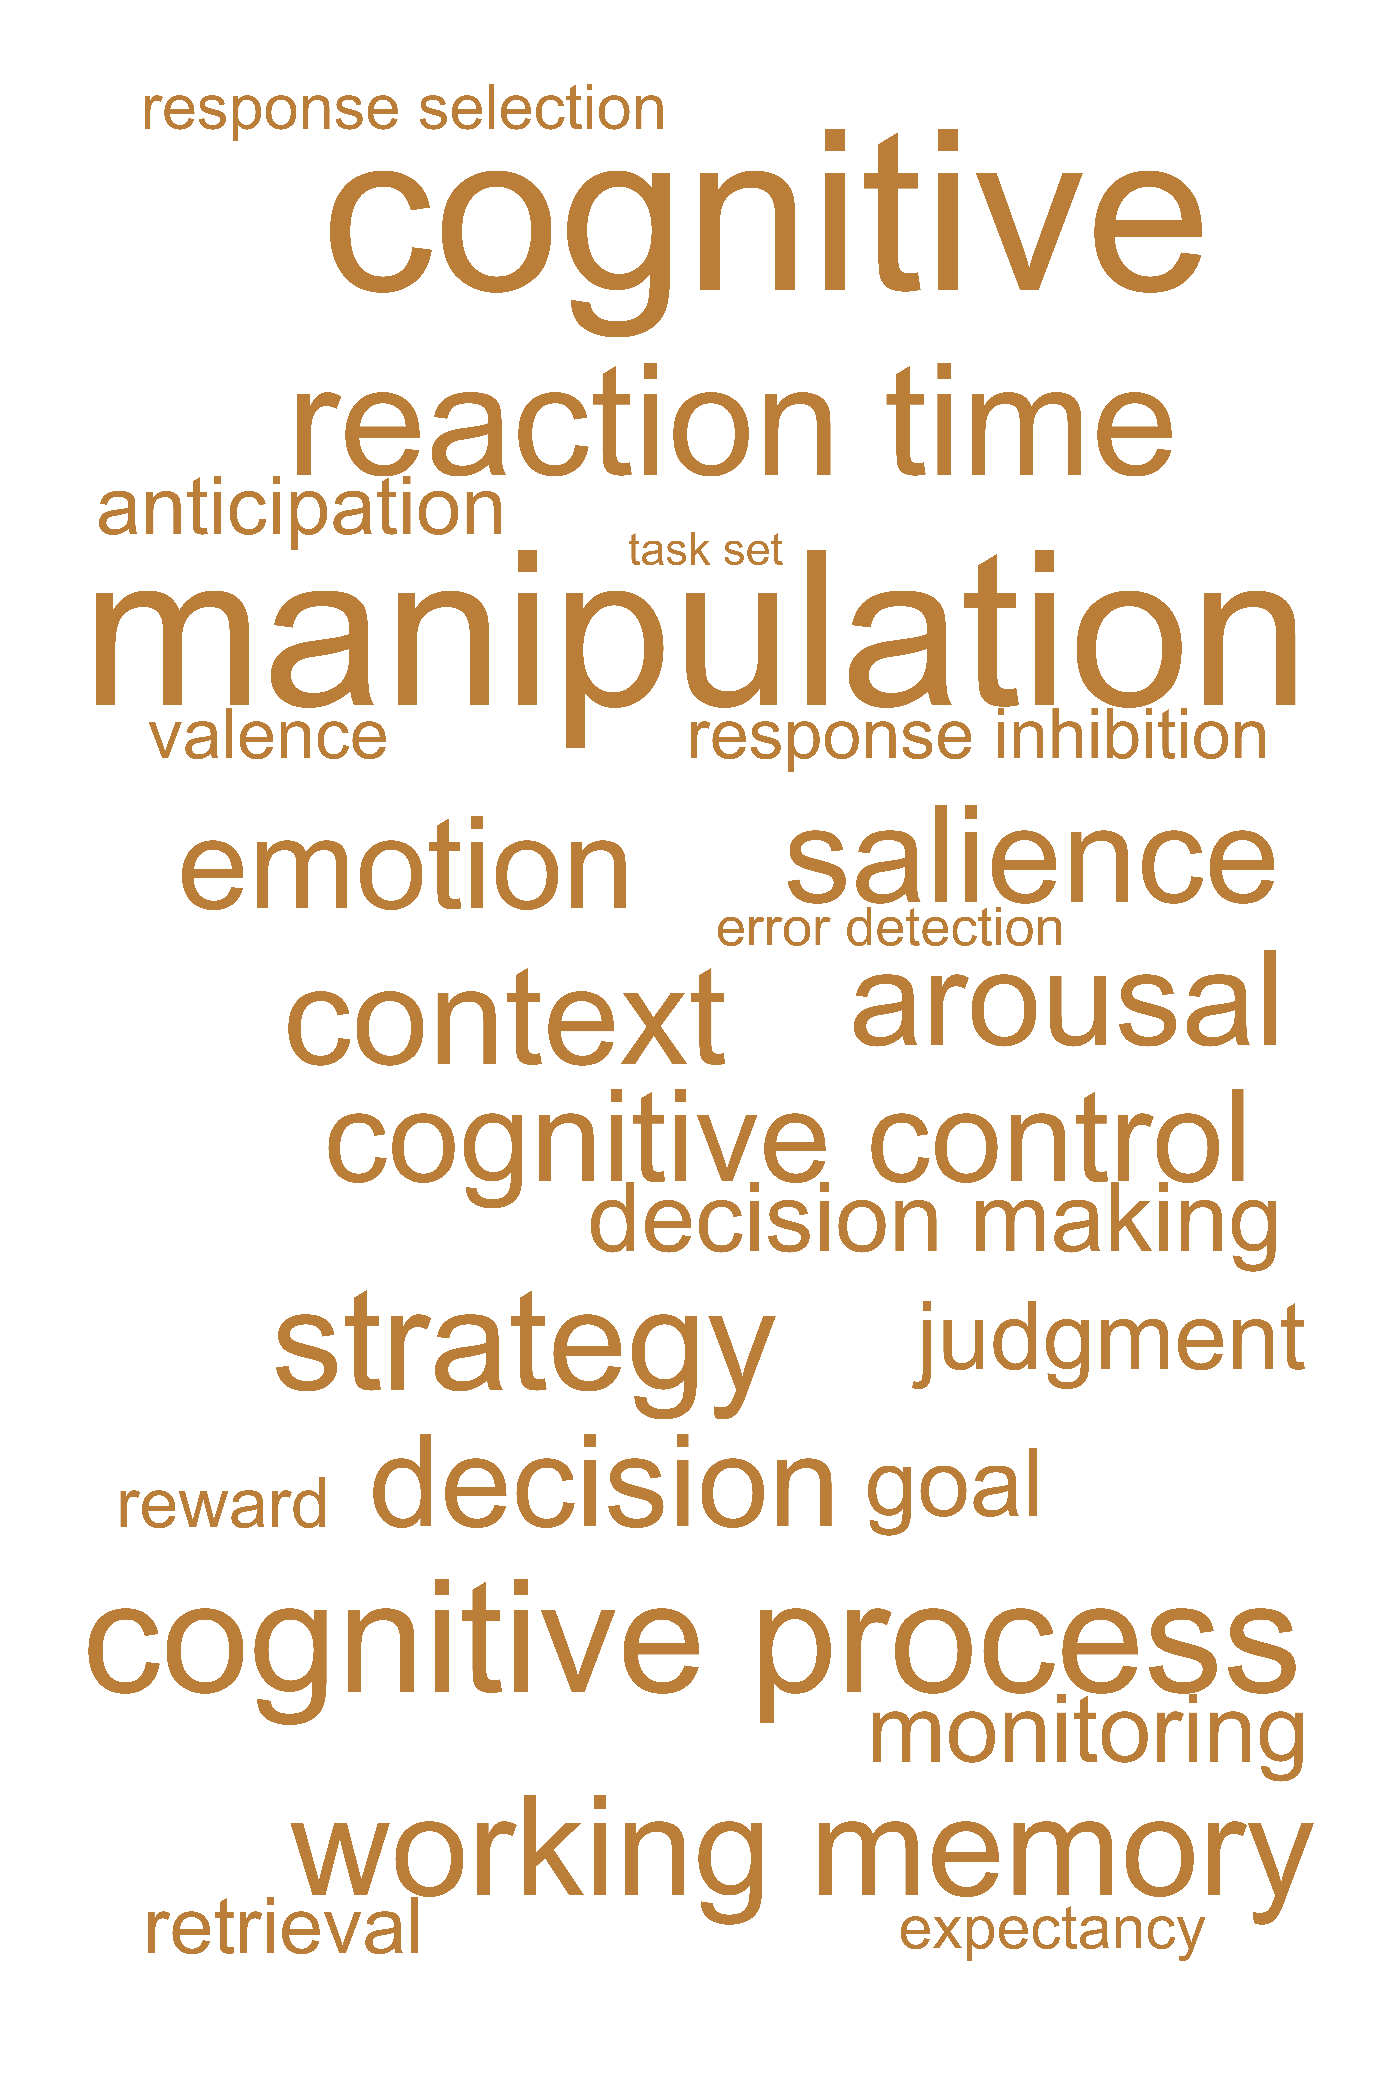 response selection
cognitive
reaction time
anticipation
task set
manipulation
valence response inhibition
emotion salience
error detection
context arousal
cognitive control
decision making
strategy judgment
reward decision goal
cognitive process
monitoring
working memory
retrieval expectancy